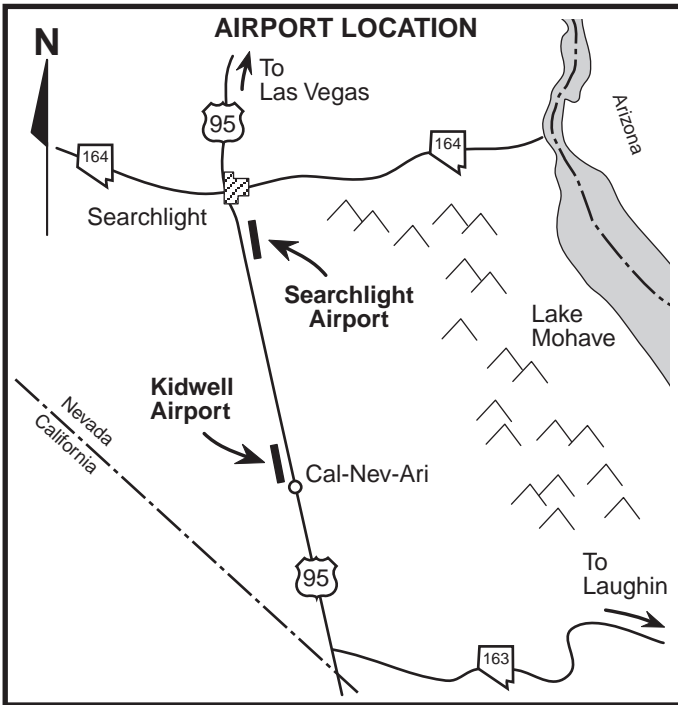 AIRPORT LOCATION
N
To
Las Vegas
95
Arizona
164
164
Searchlight
Searchlight
Airport
Lake
Mohave
Kidwell
Airport
Nevada
California
Cal-Nev-Ari
95
To
Laughin
163